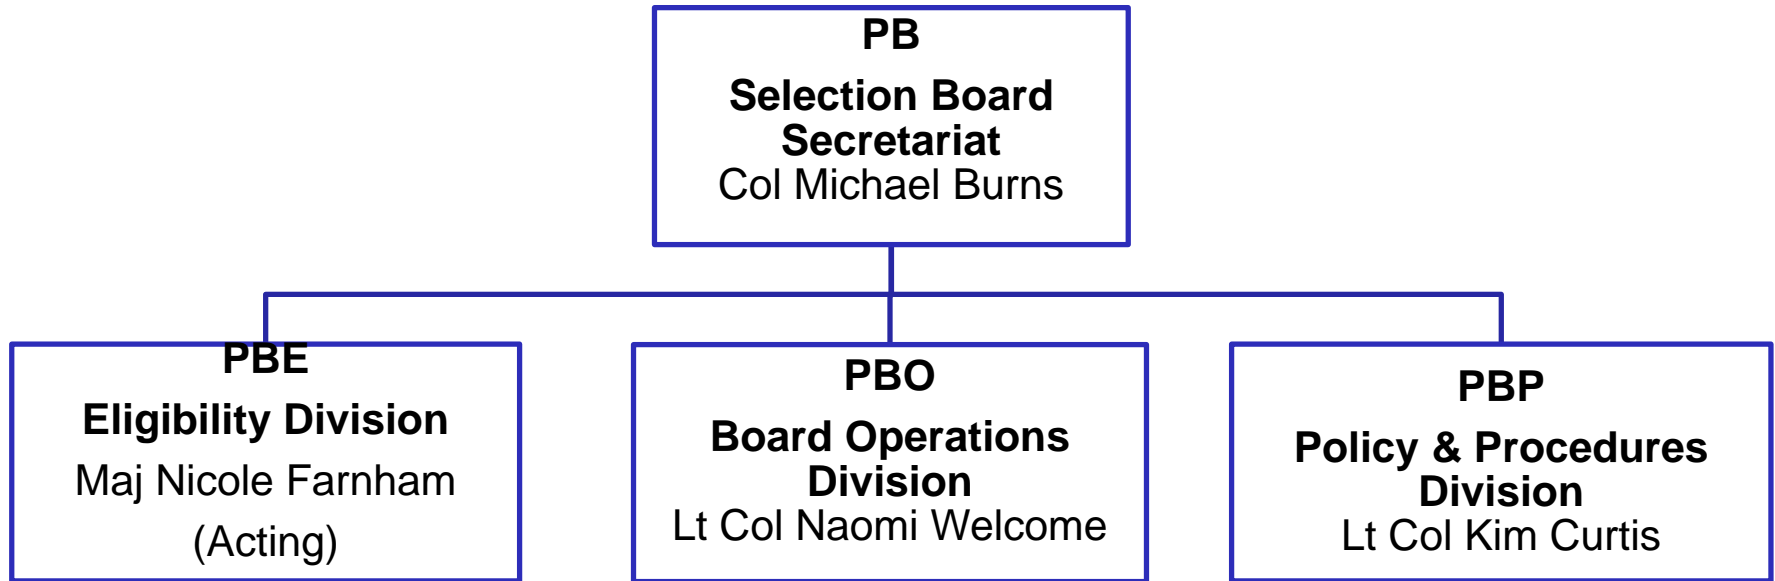 PB
Selection Board
Secretariat
Col Michael Burns
PBE
Eligibility Division
Maj Nicole Farnham
(Acting)
PBO
Board Operations
Division
Lt Col Naomi Welcome
PBP
Policy & Procedures
Division
Lt Col Kim Curtis